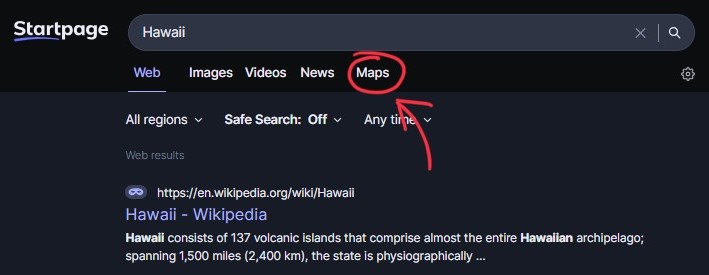 Startpage
Hawaii
Web Images Videos News Maps
All regions Safe Search: Off Any time
Web results
https://en.wikipedia.org/wiki/Hawaii
Hawaii - Wikipedia
Hawaii consists of 137 volcanic islands that comprise almost the entire Hawaiian archipelago;
spanning 1,500 miles (2,400 km), the state is physiographically ...